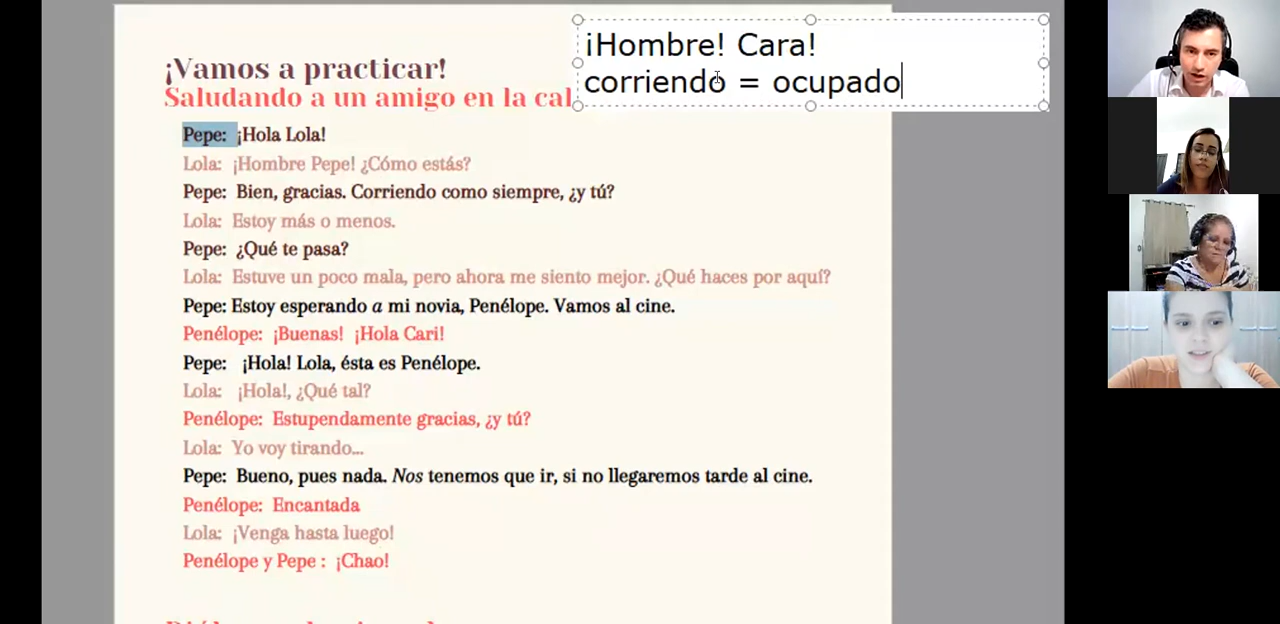 ¡Hombre! Cara!
corriendo = ocupado
¡Vamos a practicar!
Saludando a un amigo en la cal
Pepe: ¡Hola Lola!
Lola: ¡Hombre Pepe! ¿Cómo estás?
Pepe: Bien, gracias. Corriendo como siempre, ¿y tú?
Lola: Estoy más o menos.
Pepe: ¿Qué te pasa?
Lola: Estuve un poco mala, pero ahora me siento mejor. ¿Qué haces por aquí?
Pepe: Estoy esperando a mi novia, Penélope. Vamos al cine.
Penélope: ¡Buenas! ¡Hola Cari!
Pepe: ¡Hola! Lola, ésta es Penélope.
Lola: ¡Hola!, ¿Qué tal?
Penélope: Estupendamente gracias, ¿y tú?
Lola: Yo voy tirando...
Pepe: Bueno, pues nada. Nos tenemos que ir, si no llegaremos tarde al cine.
Penélope: Encantada
Lola: ¡Venga hasta luego!
Penélope y Pepe : ¡Chao!